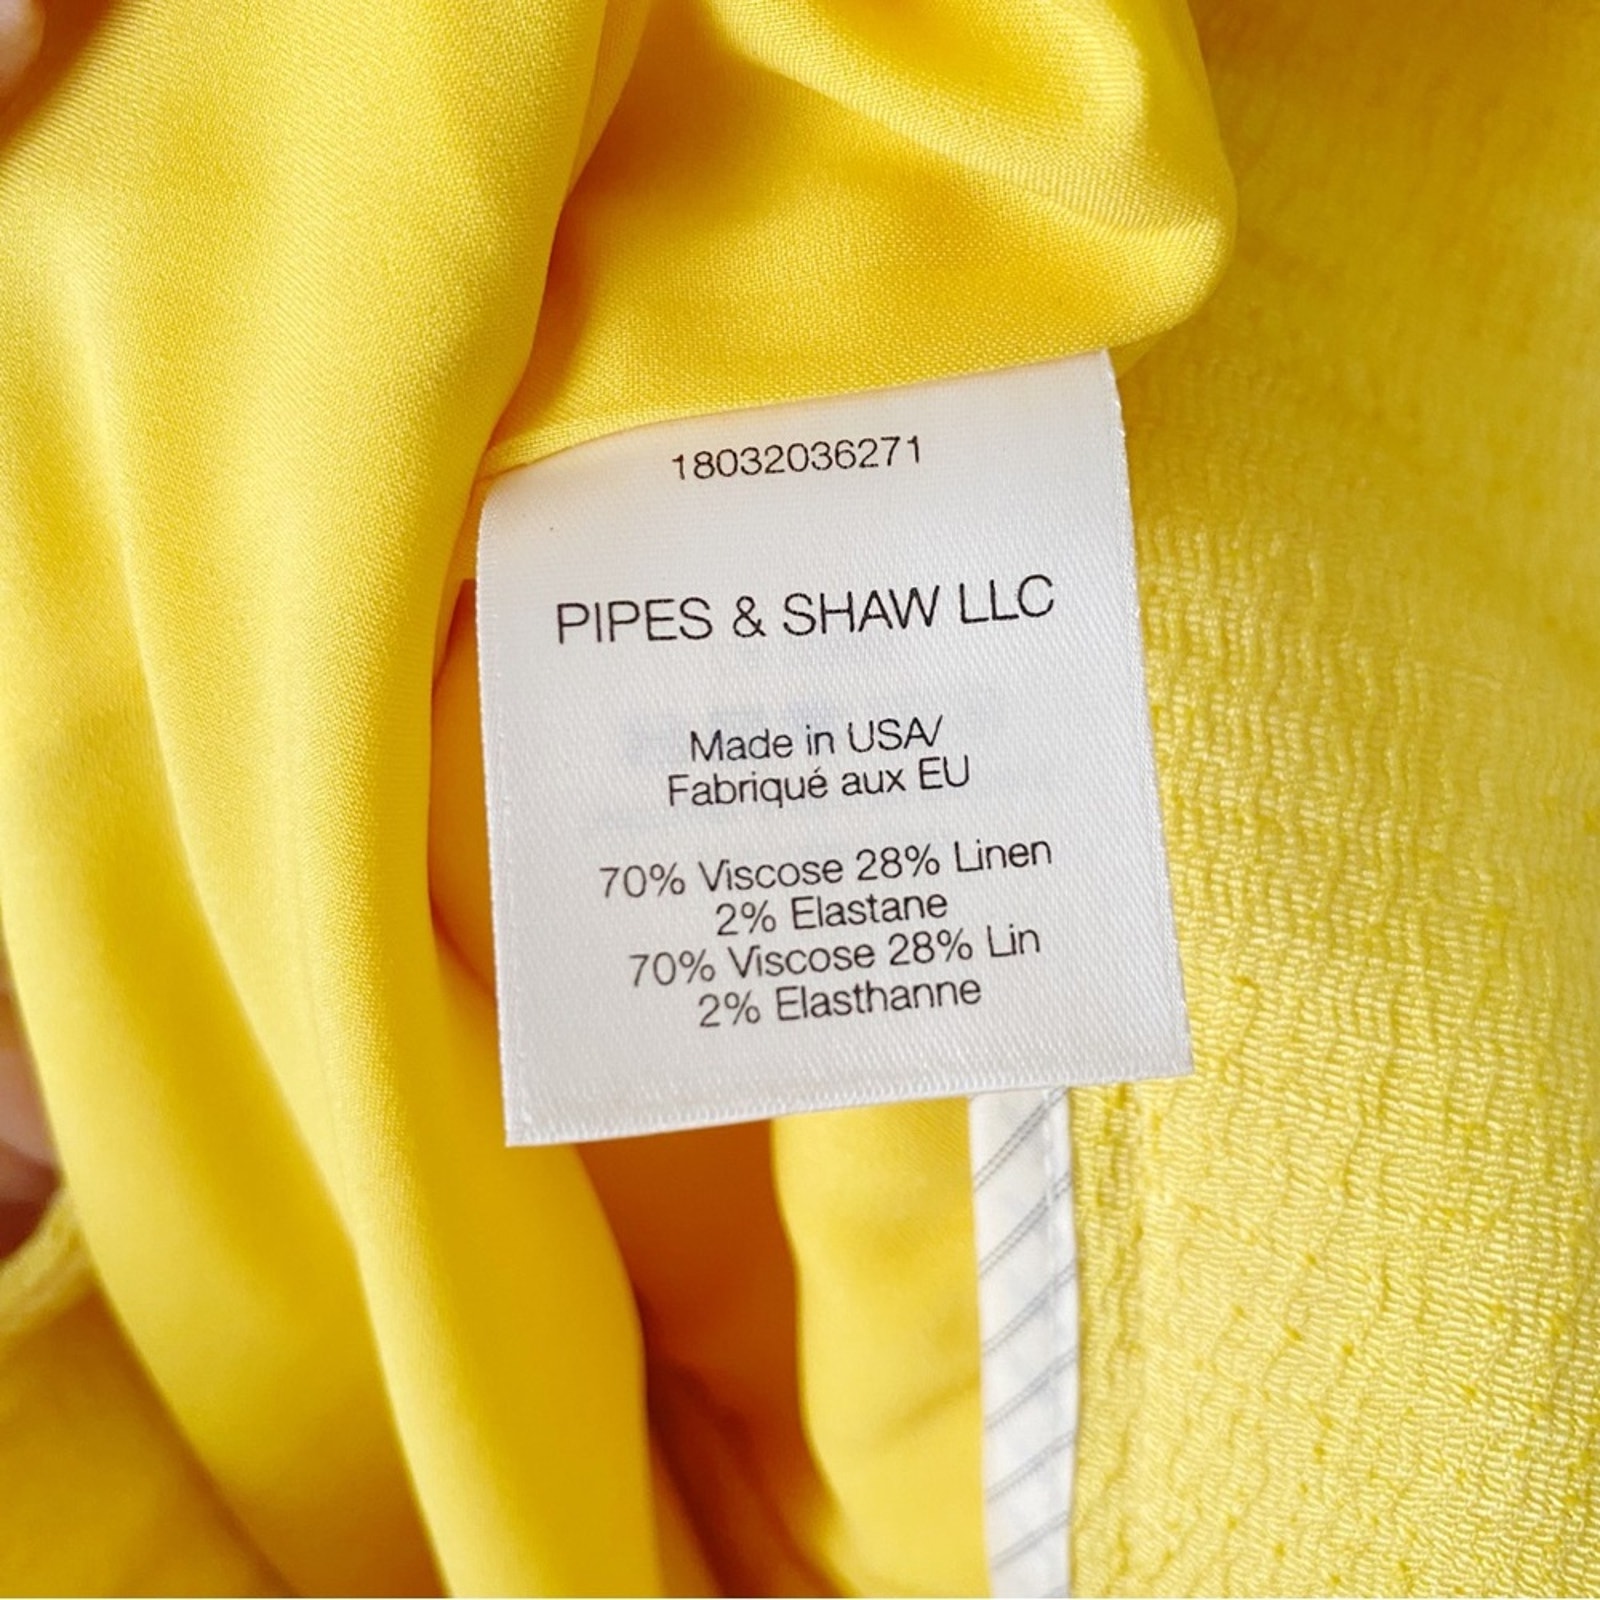 18032036271
PIPES & SHAW LLC
Made in USA/
Fabriqué aux EU
70% Viscose 28% Linen
2% Elastane
70% Viscose 28% Lin
2% Elasthanne